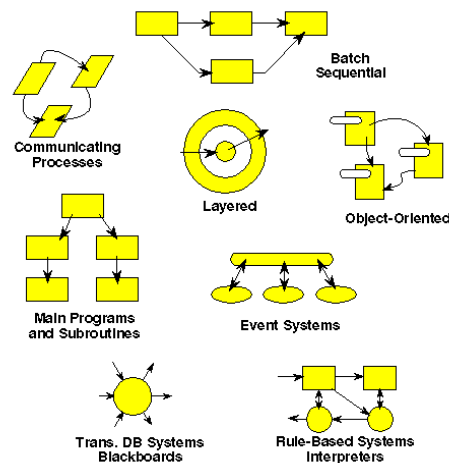 Batch
Sequential
Communicating
Processes
Layered
Object-Oriented
Main Programs
and Subroutines
Event Systems
Trans. DB Systems
Blackboards
Rule-Based Systems
Interpreters